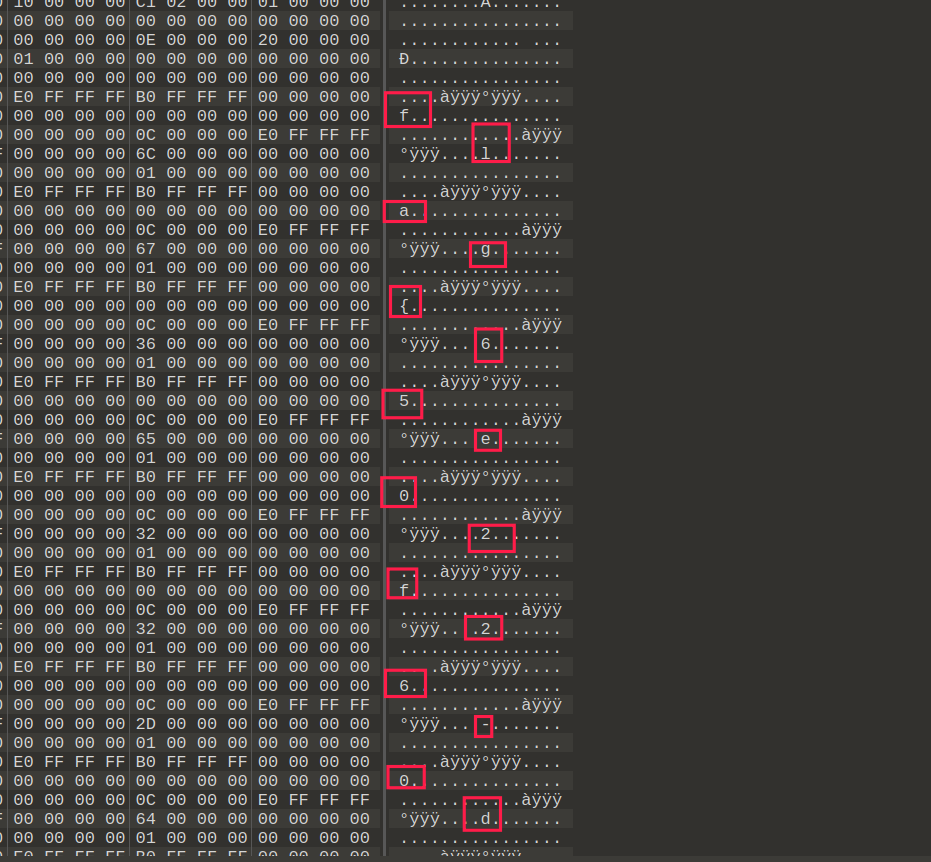 10 00 00 00 C1 02 00 00 01 00 00 00 ........Á.......
00 00 00 00 00 00 00 00 00 00 00 00 ................
00 00 00 00 0E 00 00 00 20 00 00 00 ............ ...
01 00 00 00 00 00 00 00 00 00 00 00 Ð...............
00 00 00 00 00 00 00 00 00 00 00 00 ................
E0 FF FF FF B0 FF FF FF 00 00 00 00 ....àÿÿÿ°ÿÿÿ....
00 00 00 00 00 00 00 00 00 00 00 00 f...............
00 00 00 00 0C 00 00 00 E0 FF FF FF ............àÿÿÿ
00 00 00 00 6C 00 00 00 00 00 00 00 °ÿÿÿ....l.......
00 00 00 00 01 00 00 00 00 00 00 00 ................
E0 FF FF FF B0 FF FF FF 00 00 00 00 ....àÿÿÿ°ÿÿÿ....
00 00 00 00 00 00 00 00 00 00 00 00 a...............
00 00 00 00 0C 00 00 00 E0 FF FF FF ............àÿÿÿ
00 00 00 00 67 00 00 00 00 00 00 00 °ÿÿÿ....g.......
00 00 00 00 01 00 00 00 00 00 00 00 ................
E0 FF FF FF B0 FF FF FF 00 00 00 00 ....àÿÿÿ°ÿÿÿ....
00 00 00 00 00 00 00 00 00 00 00 00 {...............
00 00 00 00 0C 00 00 00 E0 FF FF FF ............àÿÿÿ
00 00 00 00 36 00 00 00 00 00 00 00 °ÿÿÿ....6.......
00 00 00 00 01 00 00 00 00 00 00 00 ................
E0 FF FF FF B0 FF FF FF 00 00 00 00 ....àÿÿÿ°ÿÿÿ....
00 00 00 00 00 00 00 00 00 00 00 00 5...............
00 00 00 00 0C 00 00 00 E0 FF FF FF ............àÿÿÿ
00 00 00 00 65 00 00 00 00 00 00 00 °ÿÿÿ....e.......
00 00 00 00 01 00 00 00 00 00 00 00 ................
E0 FF FF FF B0 FF FF FF 00 00 00 00 ....àÿÿÿ°ÿÿÿ....
00 00 00 00 00 00 00 00 00 00 00 00 0...............
00 00 00 00 0C 00 00 00 E0 FF FF FF ............àÿÿÿ
00 00 00 00 32 00 00 00 00 00 00 00 °ÿÿÿ....2.......
00 00 00 00 01 00 00 00 00 00 00 00 ................
E0 FF FF FF B0 FF FF FF 00 00 00 00 ....àÿÿÿ°ÿÿÿ....
00 00 00 00 00 00 00 00 00 00 00 00 f...............
00 00 00 00 0C 00 00 00 E0 FF FF FF ............àÿÿÿ
00 00 00 00 32 00 00 00 00 00 00 00 °ÿÿÿ....2.......
00 00 00 00 01 00 00 00 00 00 00 00 ................
E0 FF FF FF B0 FF FF FF 00 00 00 00 ....àÿÿÿ°ÿÿÿ....
00 00 00 00 00 00 00 00 00 00 00 00 6...............
00 00 00 00 0C 00 00 00 E0 FF FF FF ............àÿÿÿ
00 00 00 00 2D 00 00 00 00 00 00 00 °ÿÿÿ....-.......
00 00 00 00 01 00 00 00 00 00 00 00 ................
E0 FF FF FF B0 FF FF FF 00 00 00 00 ....àÿÿÿ°ÿÿÿ....
00 00 00 00 00 00 00 00 00 00 00 00 0...............
00 00 00 00 0C 00 00 00 E0 FF FF FF ............àÿÿÿ
00 00 00 00 64 00 00 00 00 00 00 00 °ÿÿÿ....d.......
00 00 00 00 01 00 00 00 00 00 00 00 ................
E0 FF FF FF B0 FF FF FF 00 00 00 00 ....àÿÿÿ°ÿÿÿ....